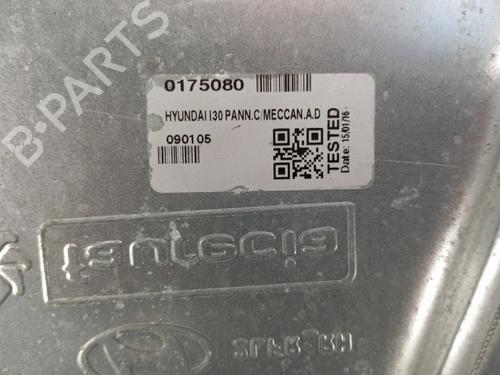 0175080
HYUNDAI I30 PANN.C/MECCAN.A.D
090105
TESTED
Date: 15/01/16
B-PARTS